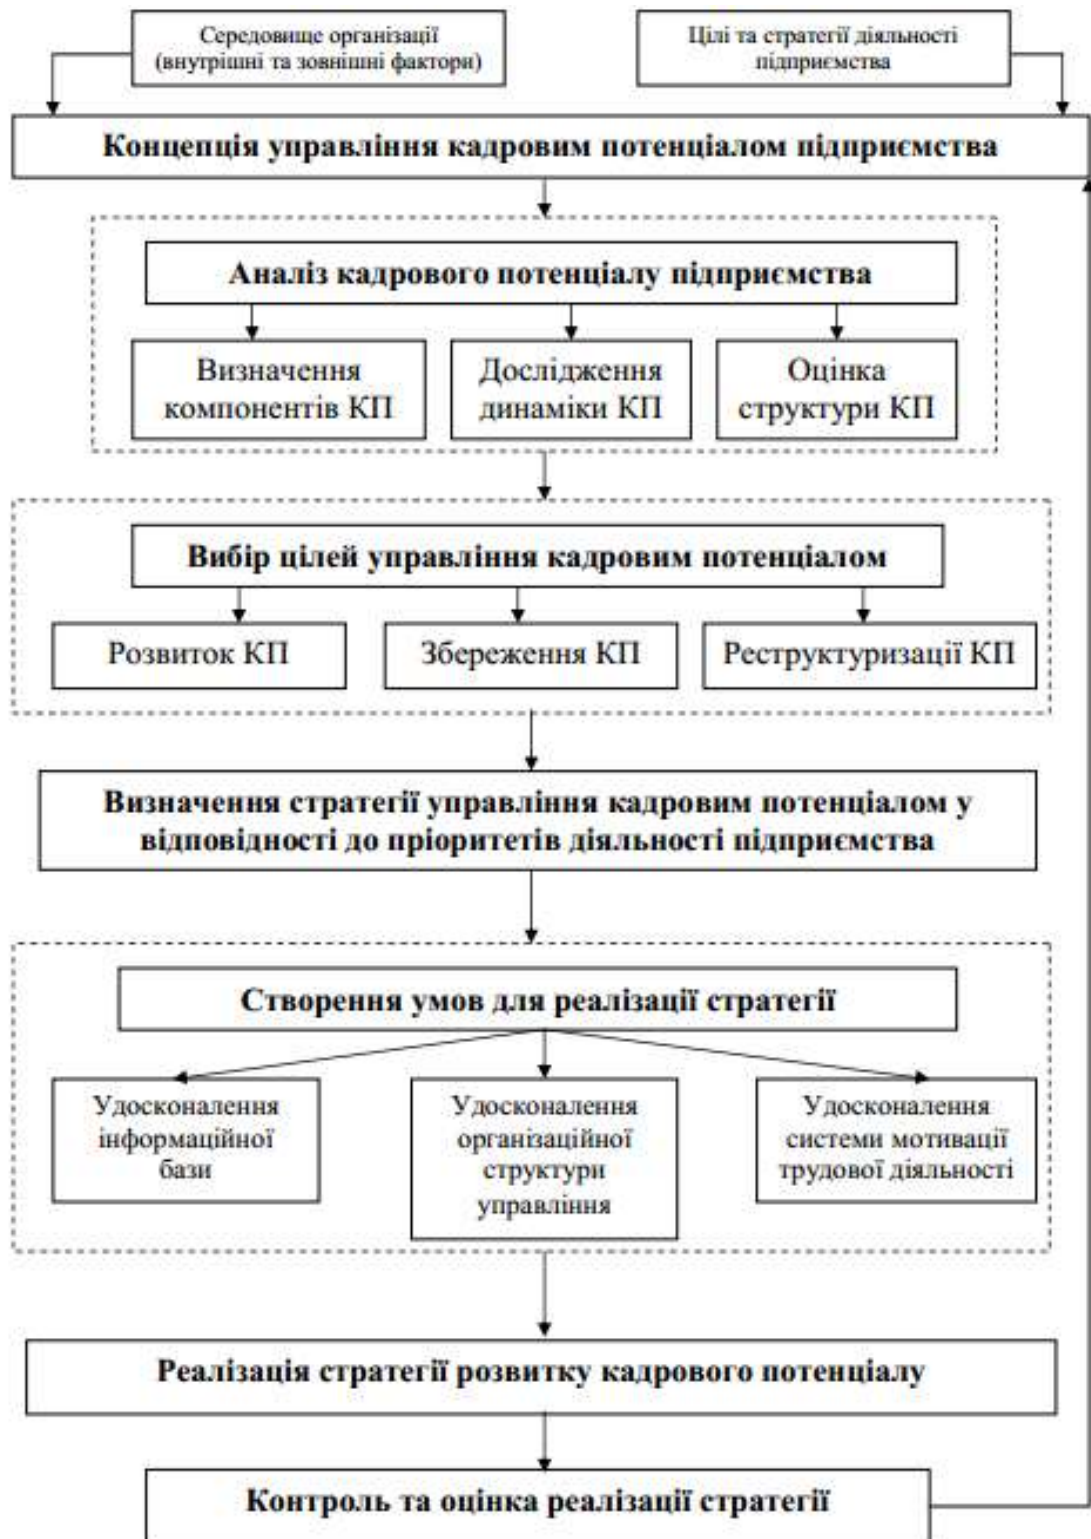 Середовище організації
(внутрішні та зовнішні фактори)
Цілі та стратегії діяльності
підприємства
Концепція управління кадровим потенціалом підприємства
Аналіз кадрового потенціалу підприємства
Визначення
компонентів КП
Дослідження
динаміки КП
Оцінка
структури КП
Вибір цілей управління кадровим потенціалом
Розвиток КП
Збереження КП
Реструктуризації КП
Визначення стратегії управління кадровим потенціалом у
відповідності до пріоритетів діяльності підприємства
Створення умов для реалізації стратегії
Удосконалення
інформаційної
бази
Удосконалення
організаційної
структури
управління
Удосконалення
системи мотивації
трудової діяльності
Реалізація стратегії розвитку кадрового потенціалу
Контроль та оцінка реалізації стратегії